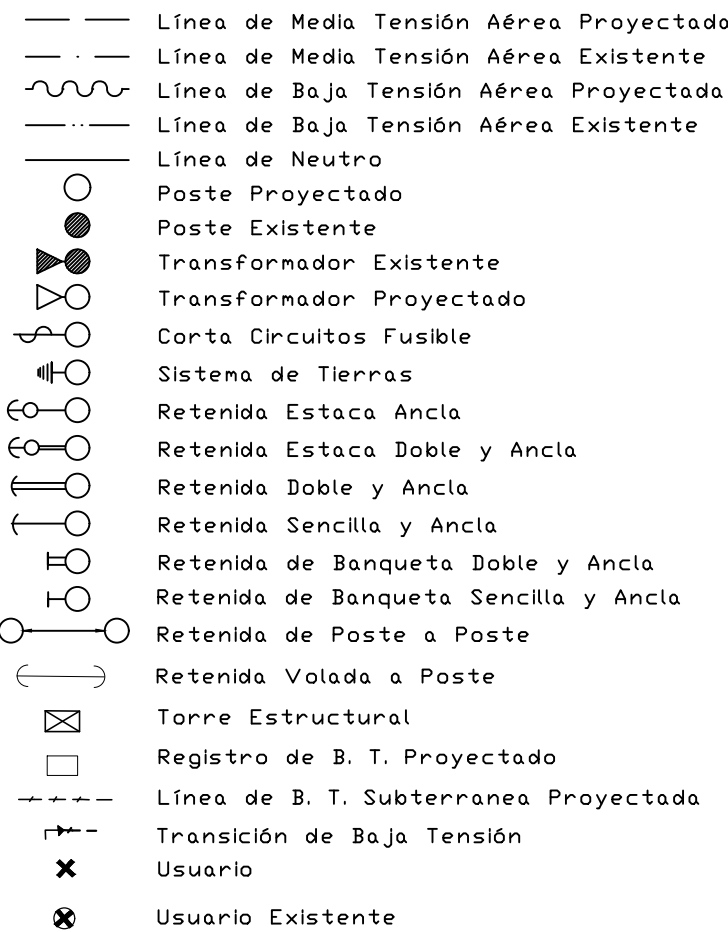 Línea de Media Tensión Aérea Proyectado
Línea de Media Tensión Aérea Existente
Línea de Baja Tensión Aérea Proyectada
Línea de Baja Tensión Aérea Existente
Línea de Neutro
Poste Proyectado
Poste Existente
Transformador Existente
Transformador Proyectado
Corta Circuitos Fusible
Sistema de Tierras
Retenida Estaca Ancla
Retenida Estaca Doble y Ancla
Retenida Doble y Ancla
Retenida Sencilla y Ancla
Retenida de Banqueta Doble y Ancla
Retenida de Banqueta Sencilla y Ancla
Retenida de Poste a Poste
Retenida Volada a Poste
Torre Estructural
Registro de B. T. Proyectado
Línea de B. T. Subterranea Proyectada
Transición de Baja Tensión
Usuario
Usuario Existente